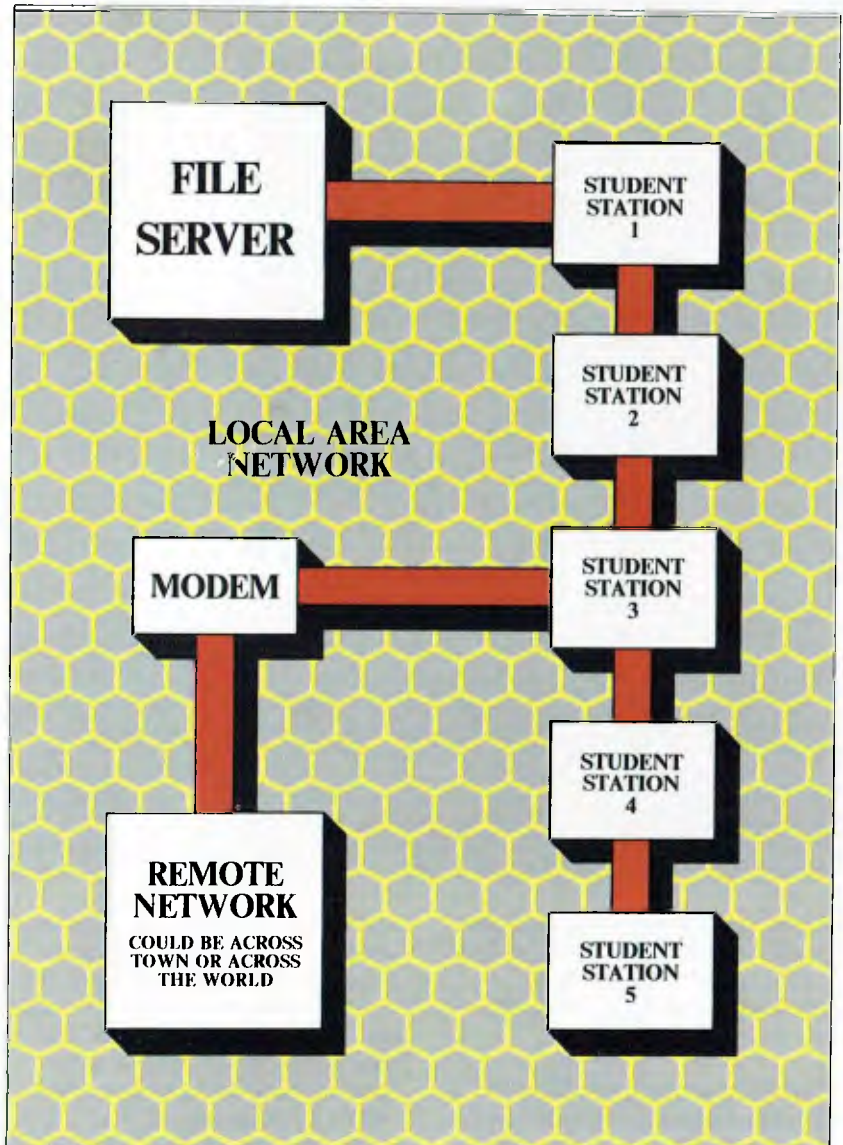 FILE
SERVER
STUDENT
STATION
1
STUDENT
STATION
2
LOCAL AREA
NETWORK
MODEM
STUDENT
STATION
3
STUDENT
STATION
4
REMOTE
NETWORK
COULD BE ACROSS
TOWN OR ACROSS
THE WORLD
STUDENT
STATION
5